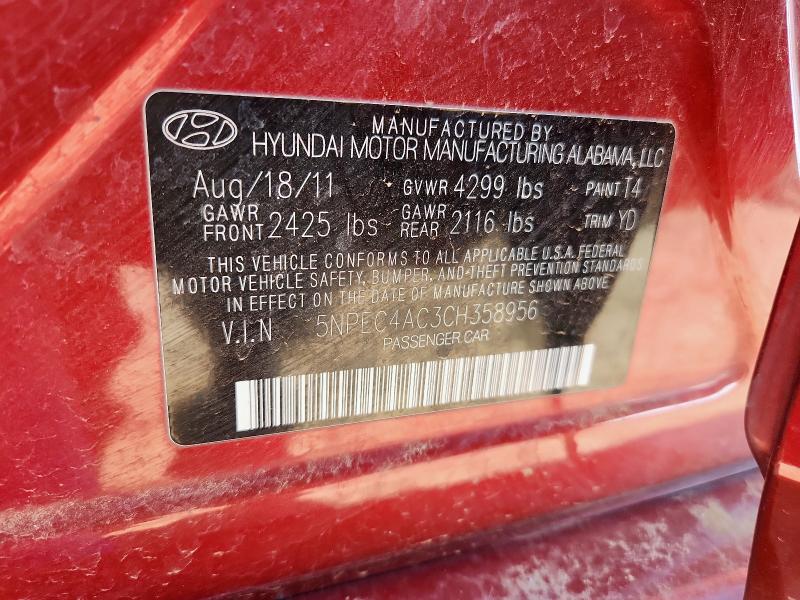 MANUFACTURED BY
HYUNDAI MOTOR MANUFACTURING ALABAMA, LLC
Aug/18/11 GVWR 4299 lbs PAINT T4
GAWR FRONT 2425 lbs GAWR REAR 2116 lbs TRIM YD
THIS VEHICLE CONFORMS TO ALL APPLICABLE U.S.A. FEDERAL
MOTOR VEHICLE SAFETY, BUMPER, AND THEFT PREVENTION STANDARDS
IN EFFECT ON THE DATE OF MANUFACTURE SHOWN ABOVE
V.I.N 5NPEC4AC3CH358956
PASSENGER CAR